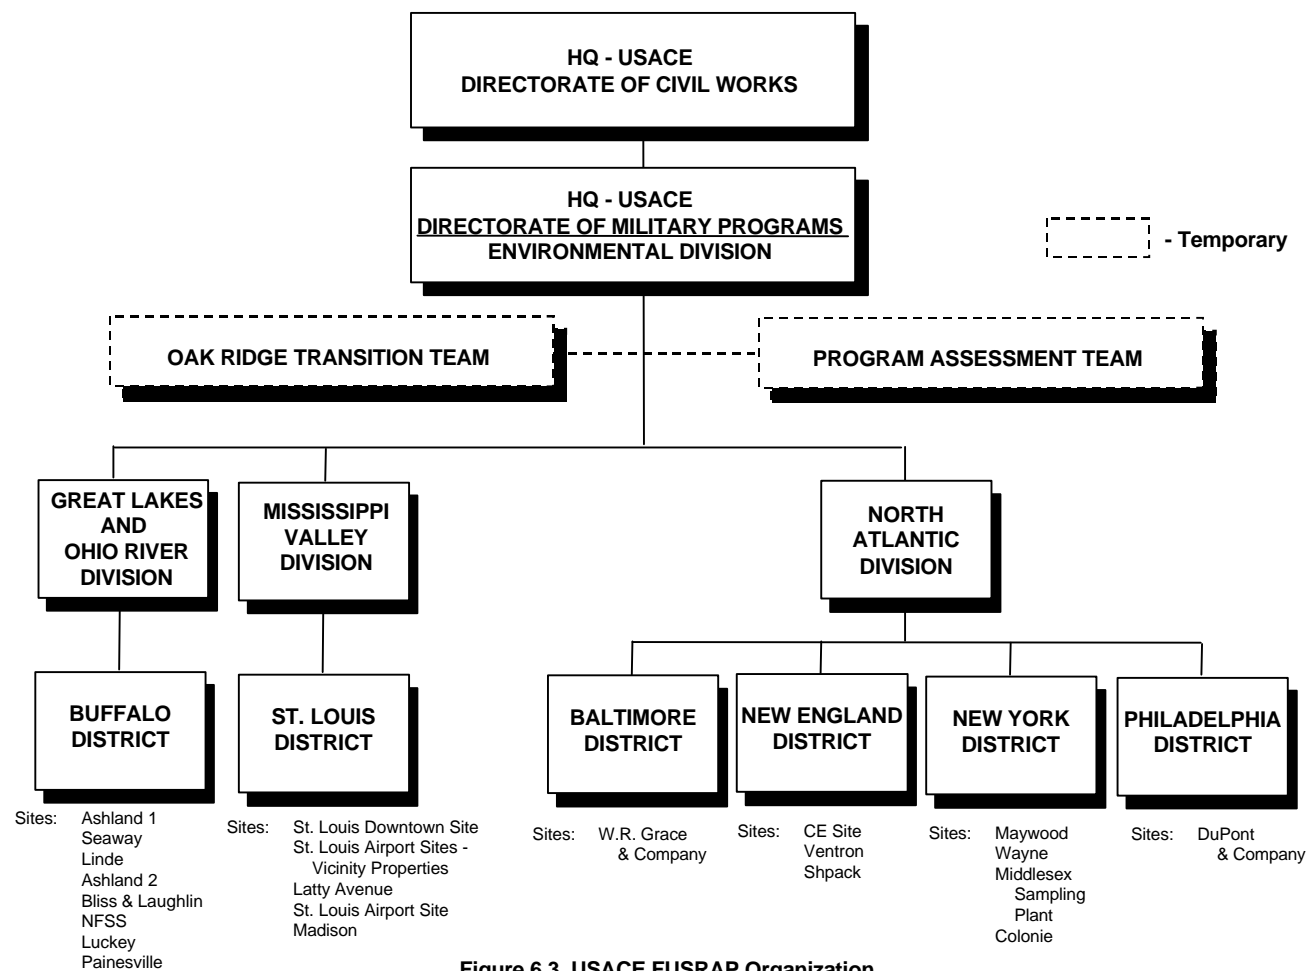 HQ - USACE
DIRECTORATE OF CIVIL WORKS
HQ - USACE
DIRECTORATE OF MILITARY PROGRAMS
ENVIRONMENTAL DIVISION
- Temporary
OAK RIDGE TRANSITION TEAM
PROGRAM ASSESSMENT TEAM
GREAT LAKES
AND
OHIO RIVER
DIVISION
MISSISSIPPI
VALLEY
DIVISION
NORTH
ATLANTIC
DIVISION
BUFFALO
DISTRICT
ST. LOUIS
DISTRICT
BALTIMORE
DISTRICT
NEW ENGLAND
DISTRICT
NEW YORK
DISTRICT
PHILADELPHIA
DISTRICT
Sites: Ashland 1
Seaway
Linde
Ashland 2
Bliss & Laughlin
NFSS
Luckey
Painesville
Sites: St. Louis Downtown Site
St. Louis Airport Sites -
Vicinity Properties
Latty Avenue
St. Louis Airport Site
Madison
Sites: W.R. Grace
& Company
Sites: CE Site
Ventron
Shpack
Sites: Maywood
Wayne
Middlesex
Sampling
Plant
Colonie
Sites: DuPont
& Company
Figure 6.3 USACE FUSRAP Organization